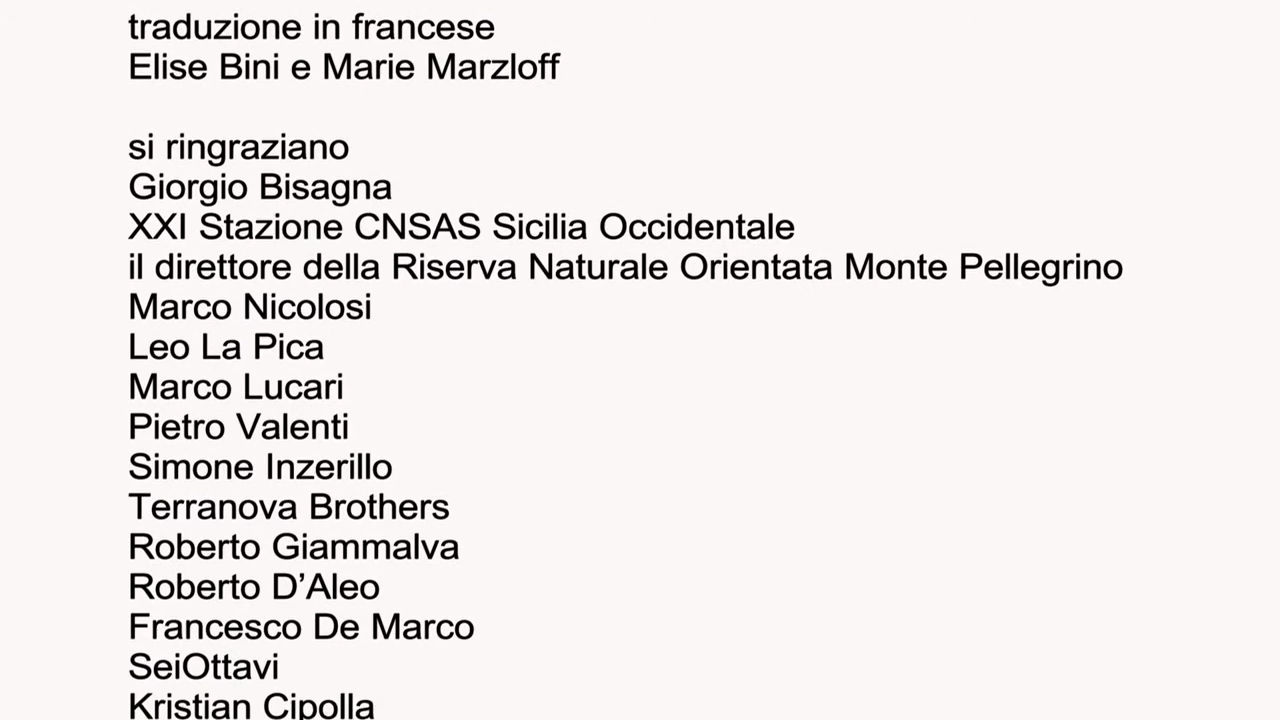 traduzione in francese
Elise Bini e Marie Marzloff
si ringraziano
Giorgio Bisagna
XXI Stazione CNSAS Sicilia Occidentale
il direttore della Riserva Naturale Orientata Monte Pellegrino
Marco Nicolosi
Leo La Pica
Marco Lucari
Pietro Valenti
Simone Inzerillo
Terranova Brothers
Roberto Giammalva
Roberto D’Aleo
Francesco De Marco
SeiOttavi
Kristian Cipolla